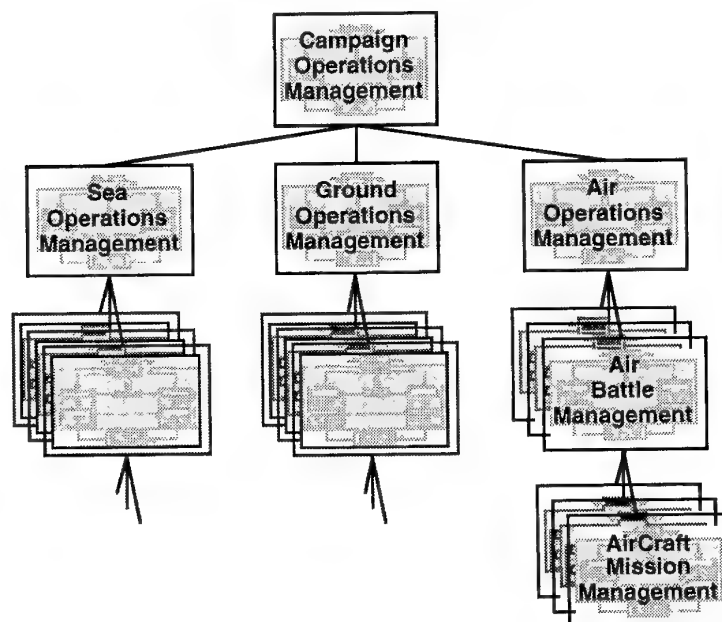 Campaign
Operations
Management
Sea
Operations
Management
Ground
Operations
Management
Air
Operations
Management
Air
Battle
Management
AirCraft
Mission
Management